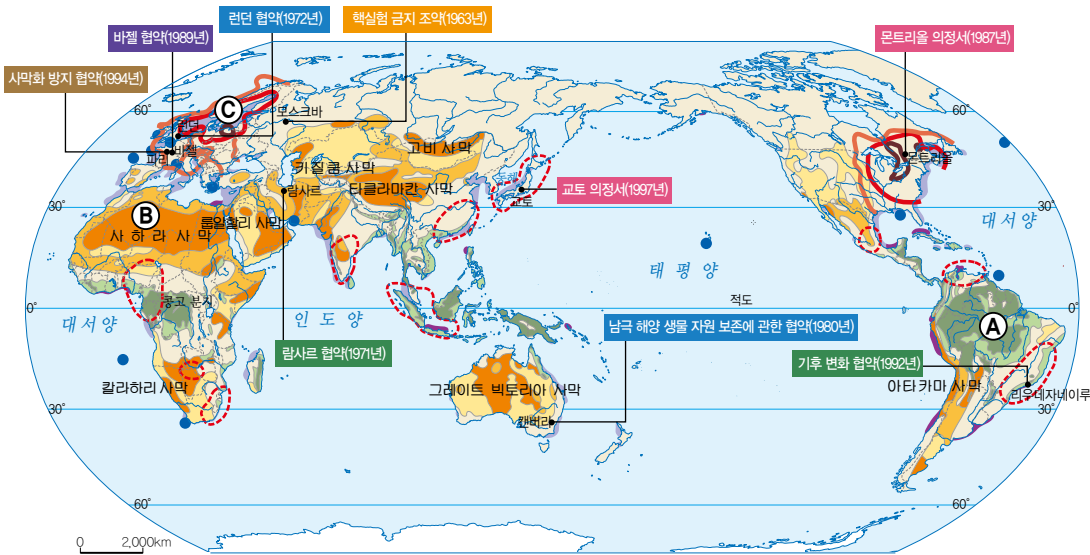 런던 협약(1972년)
핵실험 금지 조약(1963년)
바젤 협약(1989년)
몬트리올 의정서(1987년)
사막화 방지 협약(1994년)
60°
C
모스크바
60°
런던
바젤
파리
고비 사막
몬트리올
키질쿰 사막
동해
람사르
타클라마칸 사막
교토 의정서(1997년)
교토
30°
B
30°
룹알할리 사막
대서양
사하라 사막
태평양
콩고 분지
적도
0°
0°
대서양
인도양
A
남극 해양 생물 자원 보존에 관한 협약(1980년)
람사르 협약(1971년)
기후 변화 협약(1992년)
칼라하리 사막
그레이트 빅토리아 사막
아타카마 사막
리우데자네이루
30°
30°
캔버라
60°
60°
0 2,000km